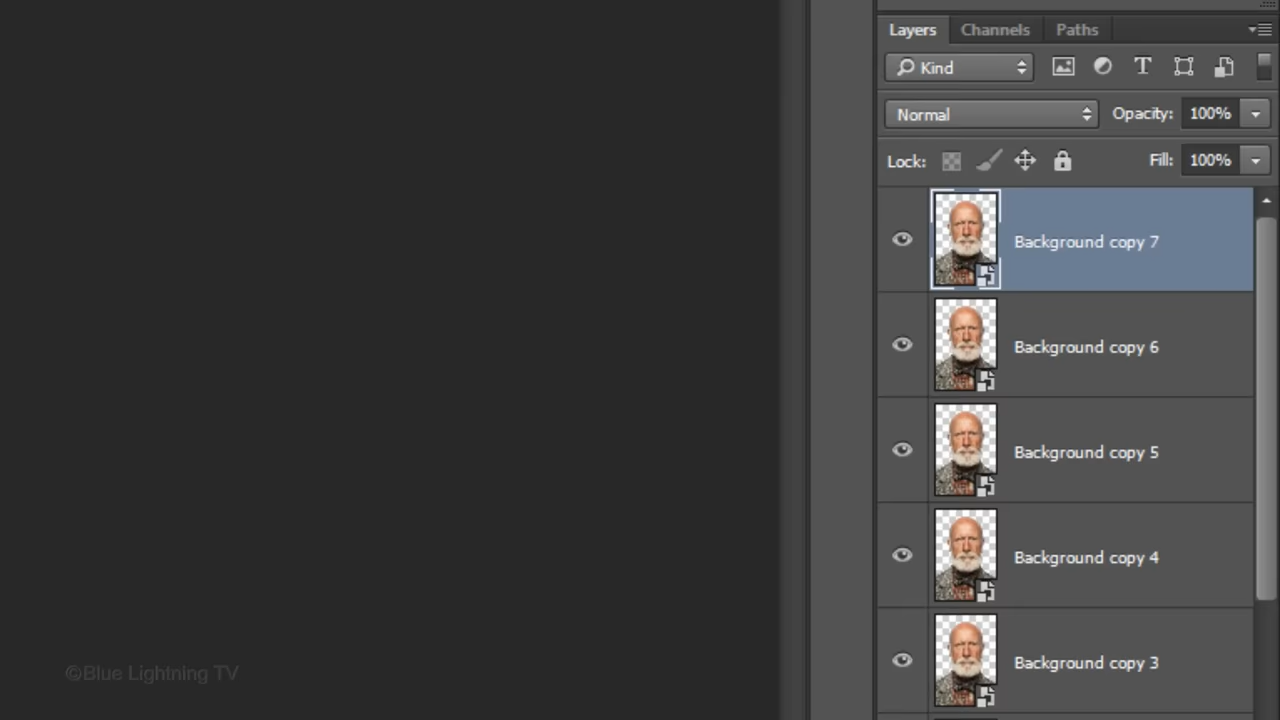 Layers Channels Paths
Kind T
Normal Opacity: 100%
Lock: Fill: 100%
Background copy 7
Background copy 6
Background copy 5
Background copy 4
Background copy 3
©Blue Lightning TV